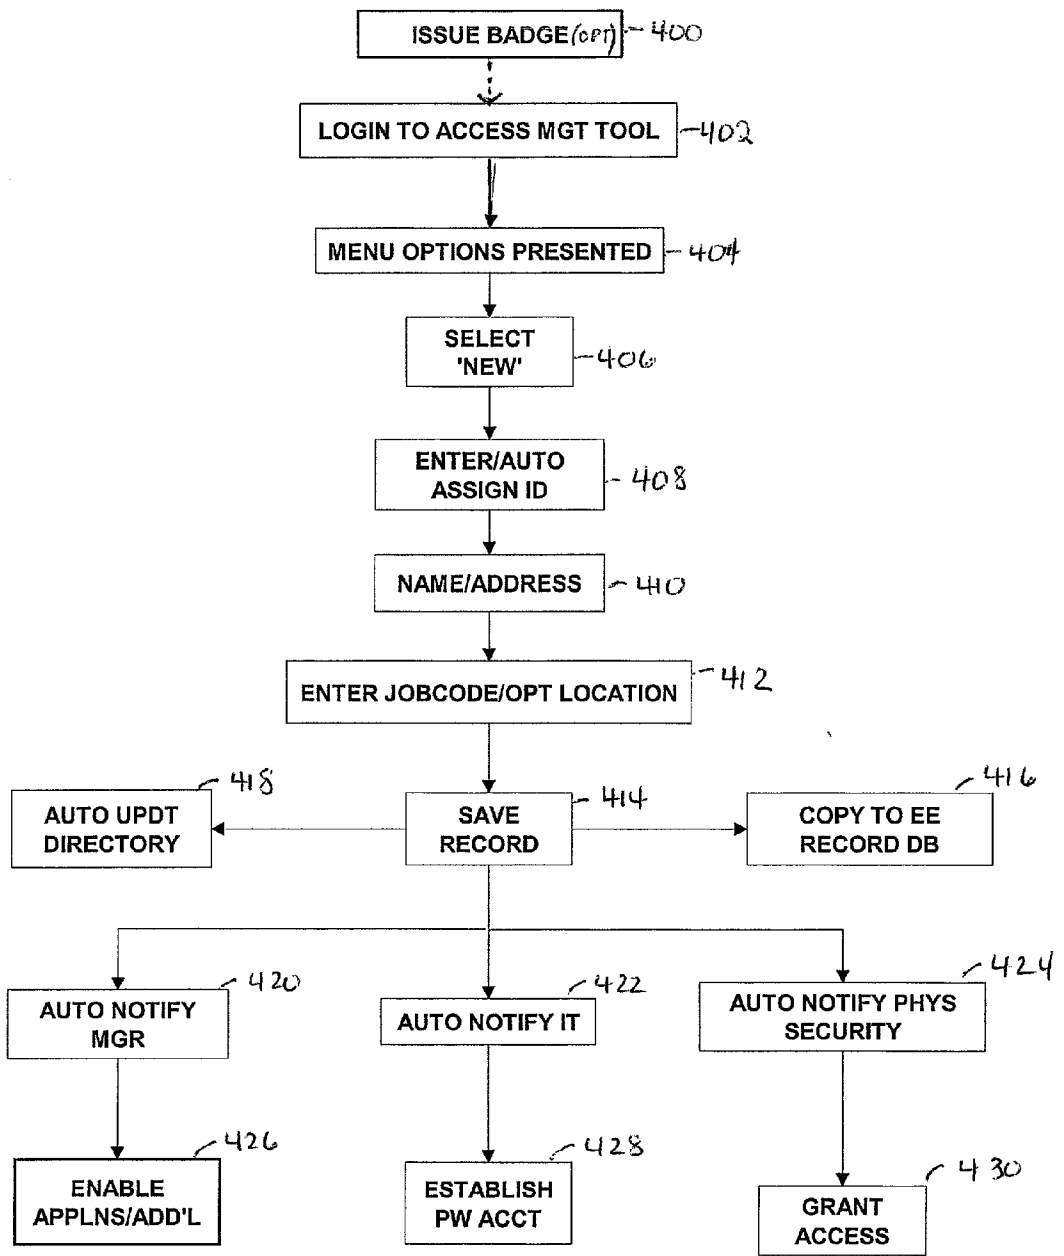 ISSUE BADGE (OPT) 400
LOGIN TO ACCESS MGT TOOL 402
MENU OPTIONS PRESENTED 404
SELECT
'NEW'
406
ENTER/AUTO
ASSIGN ID
408
NAME/ADDRESS 410
ENTER JOBCODE/OPT LOCATION 412
418
AUTO UPDT
DIRECTORY
414
SAVE
RECORD
416
COPY TO EE
RECORD DB
420
AUTO NOTIFY
MGR
422
AUTO NOTIFY IT
424
AUTO NOTIFY PHYS
SECURITY
426
ENABLE
APPLNS/ADD'L
428
ESTABLISH
PW ACCT
430
GRANT
ACCESS